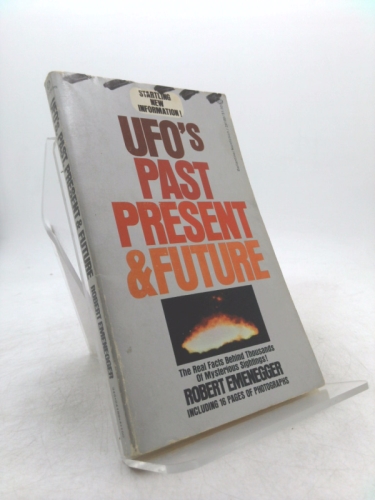 STARTLING
NEW
INFORMATION!
UFO'S
PAST
PRESENT
&FUTURE
The Real Facts Behind Thousands
Of Mysterious Sightings!
ROBERT EMENEGGER
INCLUDING 16 PAGES OF PHOTOGRAPHS
UFO'S PAST PRESENT & FUTURE ROBERT EMENEGGER